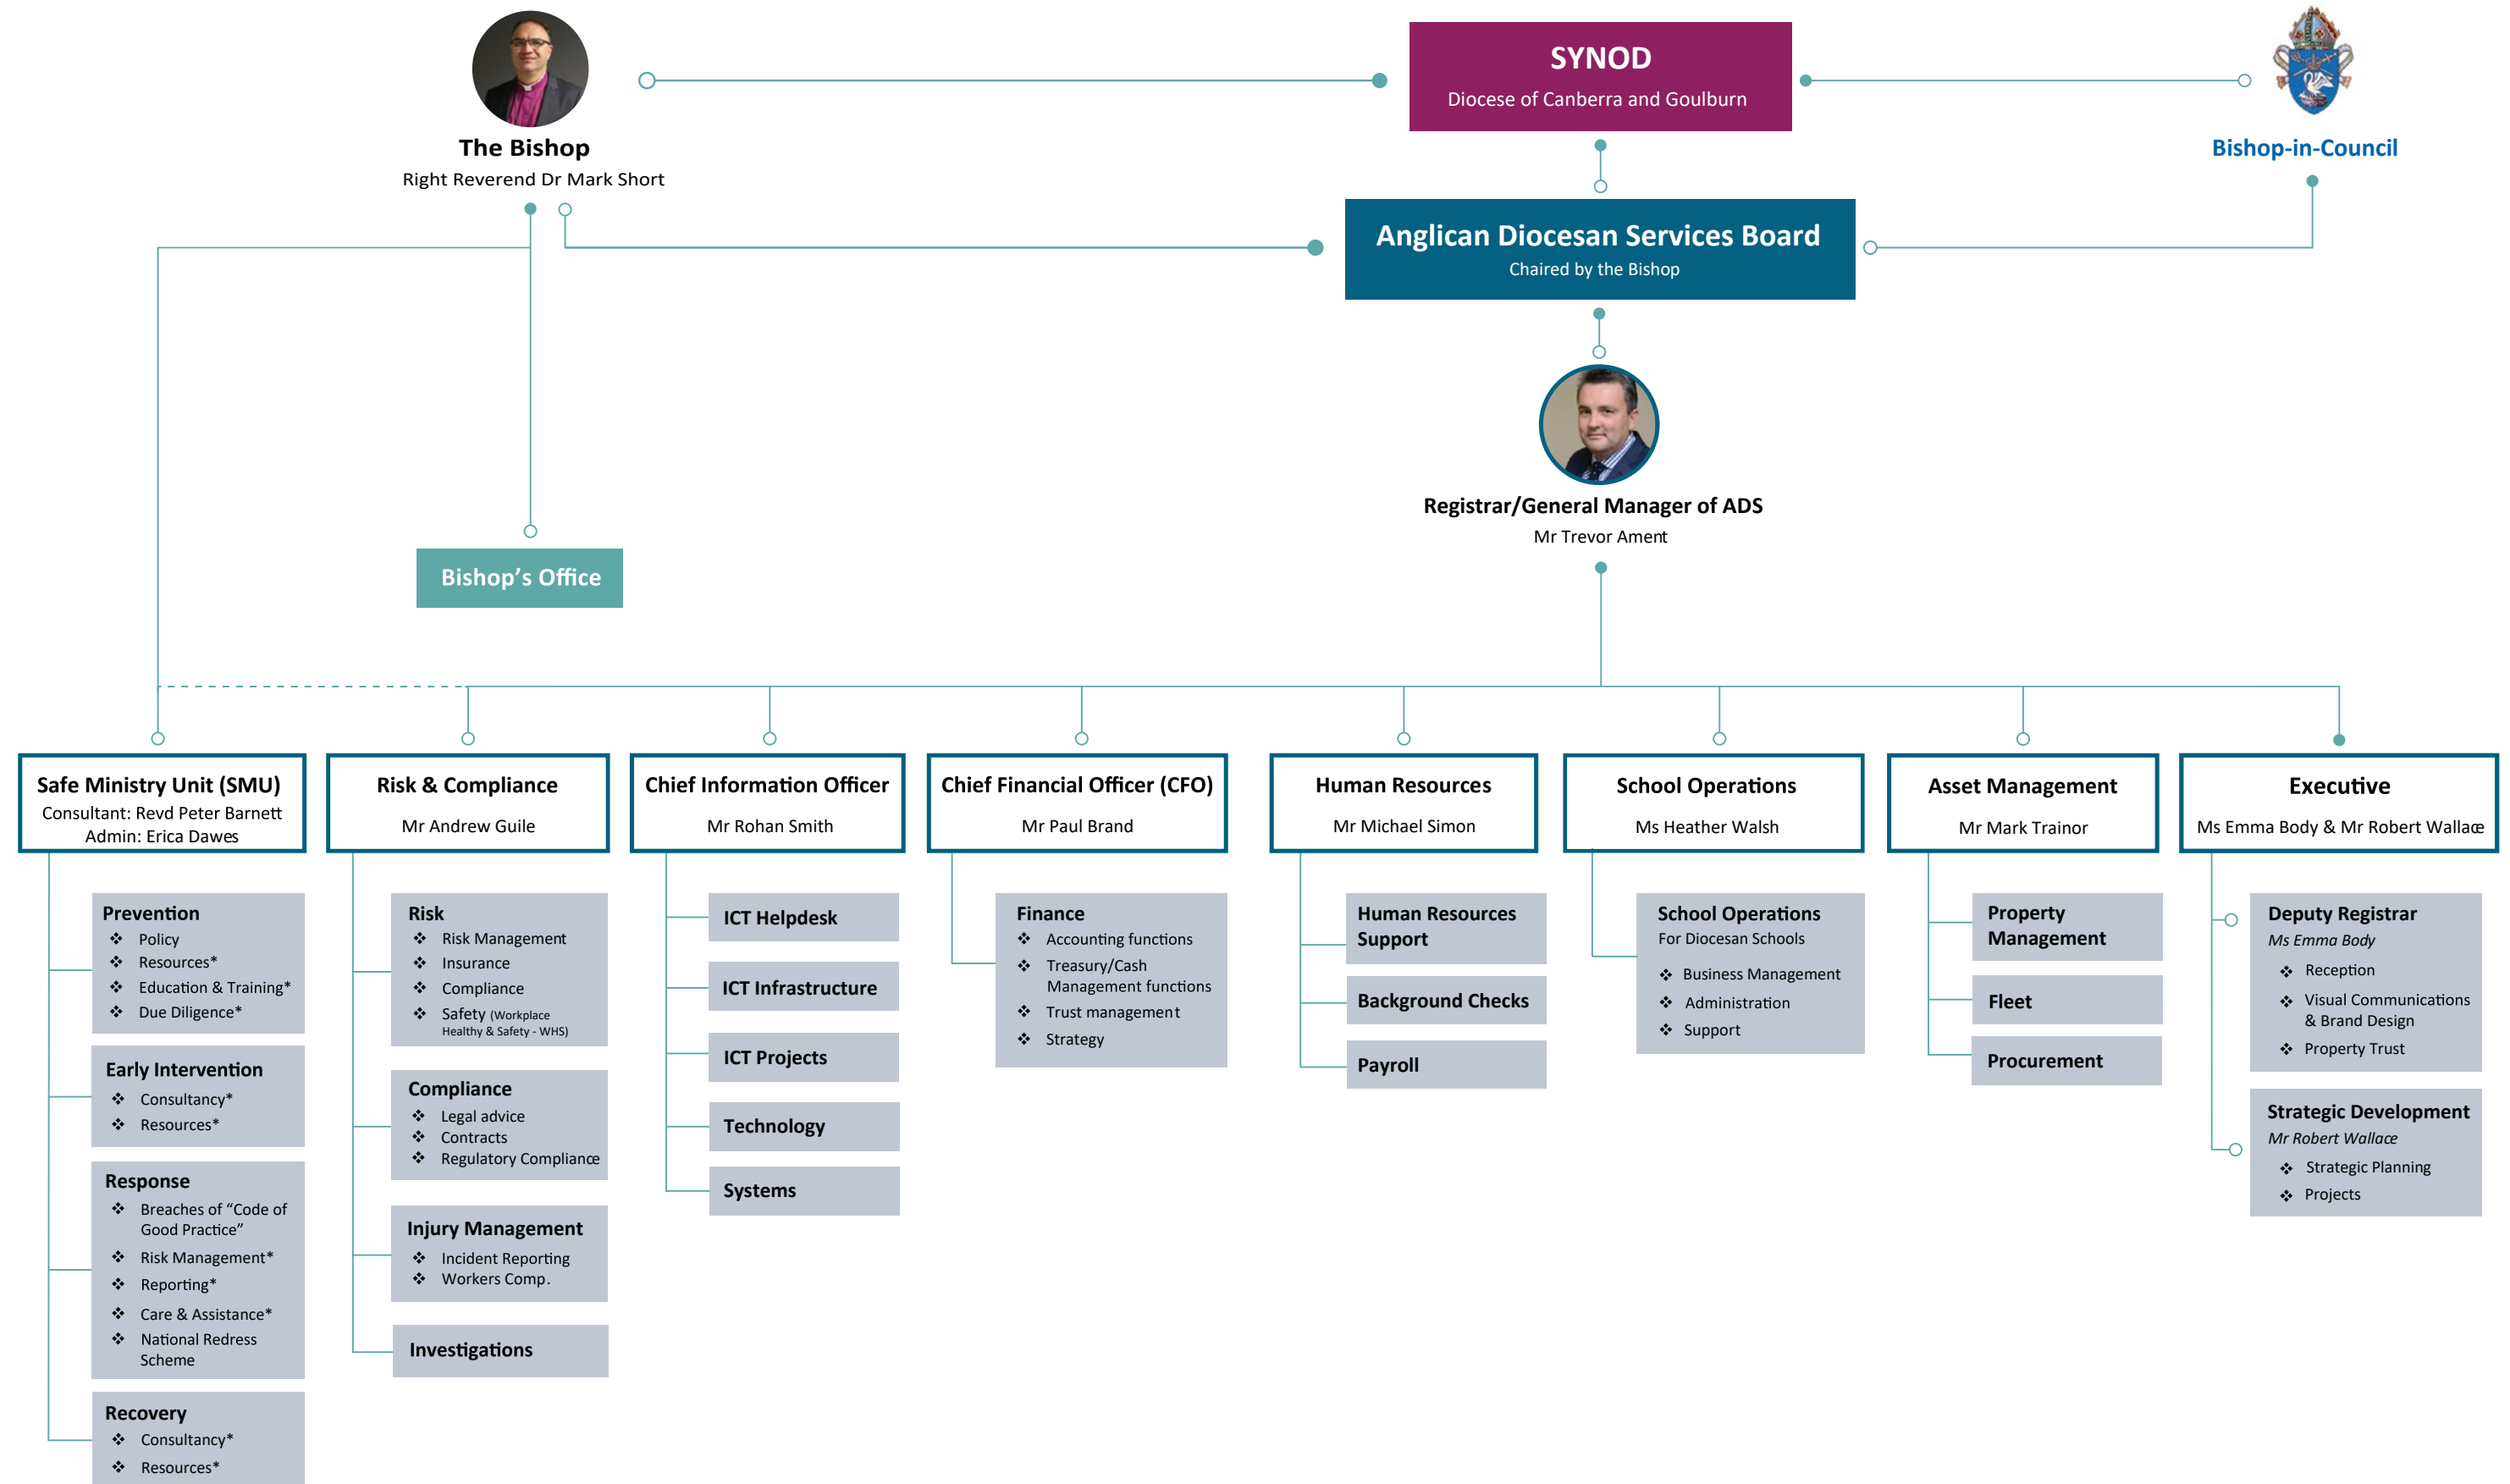 SYNOD
Diocese of Canberra and Goulburn
The Bishop
Right Reverend Dr Mark Short
Bishop-in-Council
Anglican Diocesan Services Board
Chaired by the Bishop
Registrar/General Manager of ADS
Mr Trevor Ament
Bishop’s Office
Safe Ministry Unit (SMU)
Consultant: Revd Peter Barnett
Admin: Erica Dawes
Prevention
❖ Policy
❖ Resources*
❖ Education & Training*
❖ Due Diligence*
Early Intervention
❖ Consultancy*
❖ Resources*
Response
❖ Breaches of “Code of
Good Practice”
❖ Risk Management*
❖ Reporting*
❖ Care & Assistance*
❖ National Redress
Scheme
Recovery
❖ Consultancy*
❖ Resources*
Risk & Compliance
Mr Andrew Guile
Risk
❖ Risk Management
❖ Insurance
❖ Compliance
❖ Safety (Workplace
Healthy & Safety - WHS)
Compliance
❖ Legal advice
❖ Contracts
❖ Regulatory Compliance
Injury Management
❖ Incident Reporting
❖ Workers Comp.
Investigations
Chief Information Officer
Mr Rohan Smith
ICT Helpdesk
ICT Infrastructure
ICT Projects
Technology
Systems
Chief Financial Officer (CFO)
Mr Paul Brand
Finance
❖ Accounting functions
❖ Treasury/Cash
Management functions
❖ Trust management
❖ Strategy
Human Resources
Mr Michael Simon
Human Resources
Support
Background Checks
Payroll
School Operations
Ms Heather Walsh
School Operations
For Diocesan Schools
❖ Business Management
❖ Administration
❖ Support
Asset Management
Mr Mark Trainor
Property
Management
Fleet
Procurement
Executive
Ms Emma Body & Mr Robert Wallace
Deputy Registrar
Ms Emma Body
❖ Reception
❖ Visual Communications
& Brand Design
❖ Property Trust
Strategic Development
Mr Robert Wallace
❖ Strategic Planning
❖ Projects